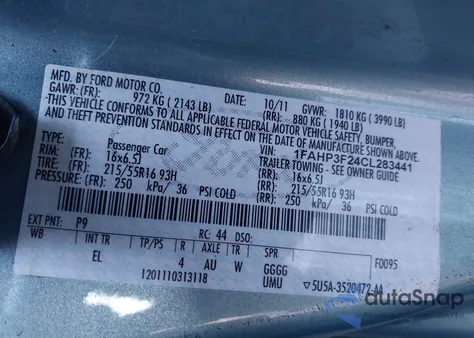 MFD. BY FORD MOTOR CO.
DATE: 10/11 GVWR: 1810 KG ( 3990 LB)
GAWR: (FR): 972 KG ( 2143 LB) (RR): 880 KG ( 1940 LB)
THIS VEHICLE CONFORMS TO ALL APPLICABLE FEDERAL MOTOR VEHICLE SAFETY, BUMPER,
AND THEFT PREVENTION STANDARDS IN EFFECT ON THE DATE OF MANUFACTURE SHOWN ABOVE.
VIN: 1FAHP3F24CL283441
TYPE: Passenger Car TRAILER TOWING - SEE OWNER GUIDE
RIM: (FR) 16x6.5J (RR): 16x6.5J
TIRE: (FR): 215/55R16 93H (RR): 215/55R16 93H
PRESSURE: (FR): 250 kPa/ 36 PSI COLD (RR): 250 kPa/ 36 PSI COLD
EXT PNT: P9 RC: 44 DSO: F0095
WB INT TR TP/PS R AXLE TR SPR
EL 4 AU W GGGG
UMU
1201110313118 ▽5U5A-3520472-AA
autoSnap